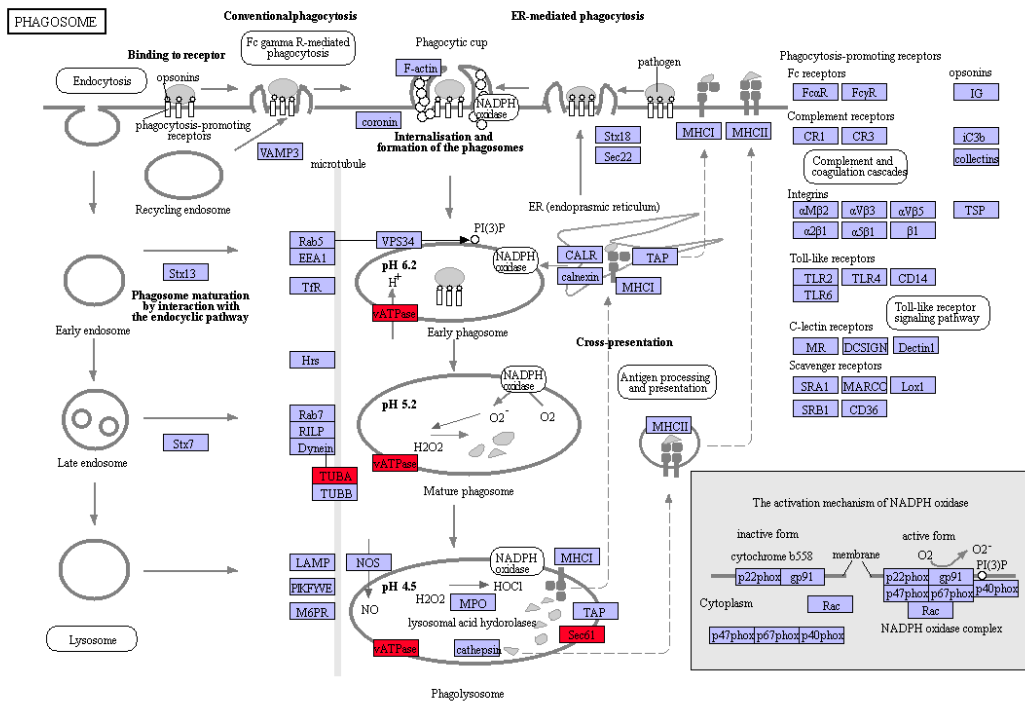 PHAGOSOME
Conventionalphagocytosis
ER-mediated phagocytosis
Binding to receptor
Fc gamma R-mediated
phagocytosis
Phagocytic cup
Endocytosis
opsonins
F-actin
pathogen
NADPH
oxidase
phagocytosis-promoting
receptors
coronin
Internalisation and
formation of the phagosomes
Stx18
Sec22
MHCI
MHCII
VAMP3
microtubule
Recycling endosome
ER (endoprasmic reticulum)
Phagocytosis-promoting receptors
Fc receptors
opsonins
FcαR
FcγR
IG
Complement receptors
CR1
CR3
iC3b
Complement and
coagulation cascades
collectins
Integrins
αMβ2
αVβ3
αVβ5
TSP
α2β1
α5β1
β1
Toll-like receptors
TLR2
TLR4
CD14
TLR6
Toll-like receptor
signaling pathway
C-lectin receptors
MR
DCSIGN
Dectin1
Scavenger receptors
SRA1
MARCO
Lox1
SRB1
CD36
Rab5
VPS34
PI(3)P
EEA1
NADPH
oxidase
CALR
TAP
calnexin
MHCI
Stx13
pH 6.2
H+
TfR
Phagosome maturation
by interaction with
the endocyclic pathway
vATPase
Early endosome
Early phagosome
Cross-presentation
Hrs
NADPH
oxidase
Antigen processing
and presentation
pH 5.2
O2-
O2
Rab7
RILP
Dynein
H2O2
MHCII
Stx7
Late endosome
vATPase
TUBA
TUBB
Mature phagosome
LAMP
NOS
NADPH
oxidase
MHCI
PIKFYVE
pH 4.5
HOCl
H2O2
MPO
M6PR
NO
TAP
lysosomal acid hydorolases
Sec61
Lysosome
vATPase
cathepsin
Phagolysosome
The activation mechanism of NADPH oxidase
inactive form
active form
cytochrome b558
membrane
O2
O2-
PI(3)P
p22phox
gp91
p22phox
gp91
p47phox
p67phox
p40phox
Cytoplasm
Rac
Rac
p47phox
p67phox
p40phox
NADPH oxidase complex